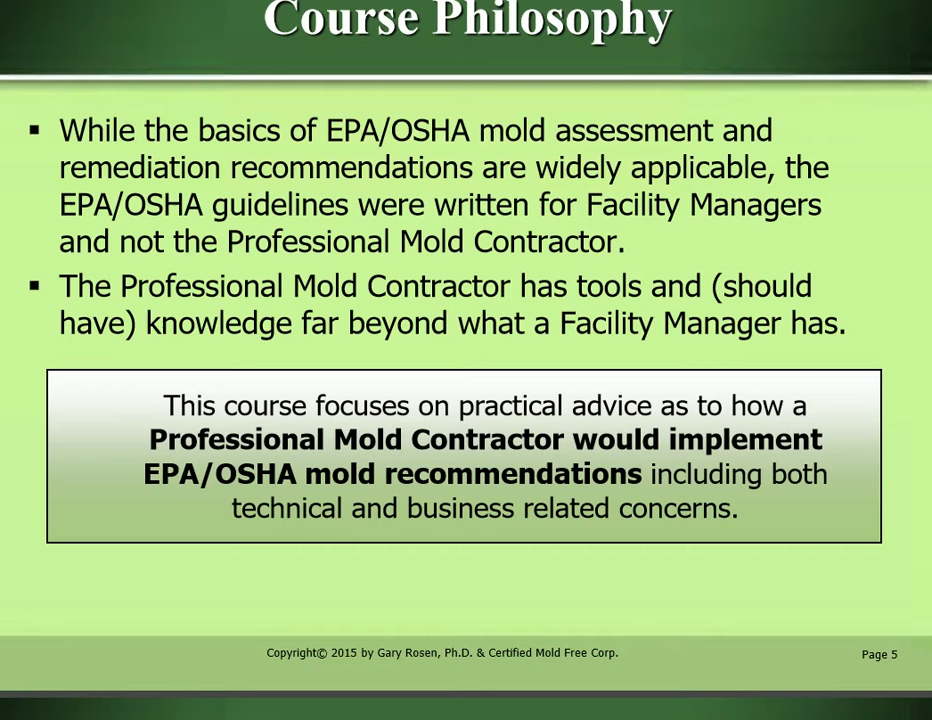 Course Philosophy
▪ While the basics of EPA/OSHA mold assessment and
remediation recommendations are widely applicable, the
EPA/OSHA guidelines were written for Facility Managers
and not the Professional Mold Contractor.
▪ The Professional Mold Contractor has tools and (should
have) knowledge far beyond what a Facility Manager has.
This course focuses on practical advice as to how a
Professional Mold Contractor would implement
EPA/OSHA mold recommendations including both
technical and business related concerns.
Copyright© 2015 by Gary Rosen, Ph.D. & Certified Mold Free Corp.
Page 5